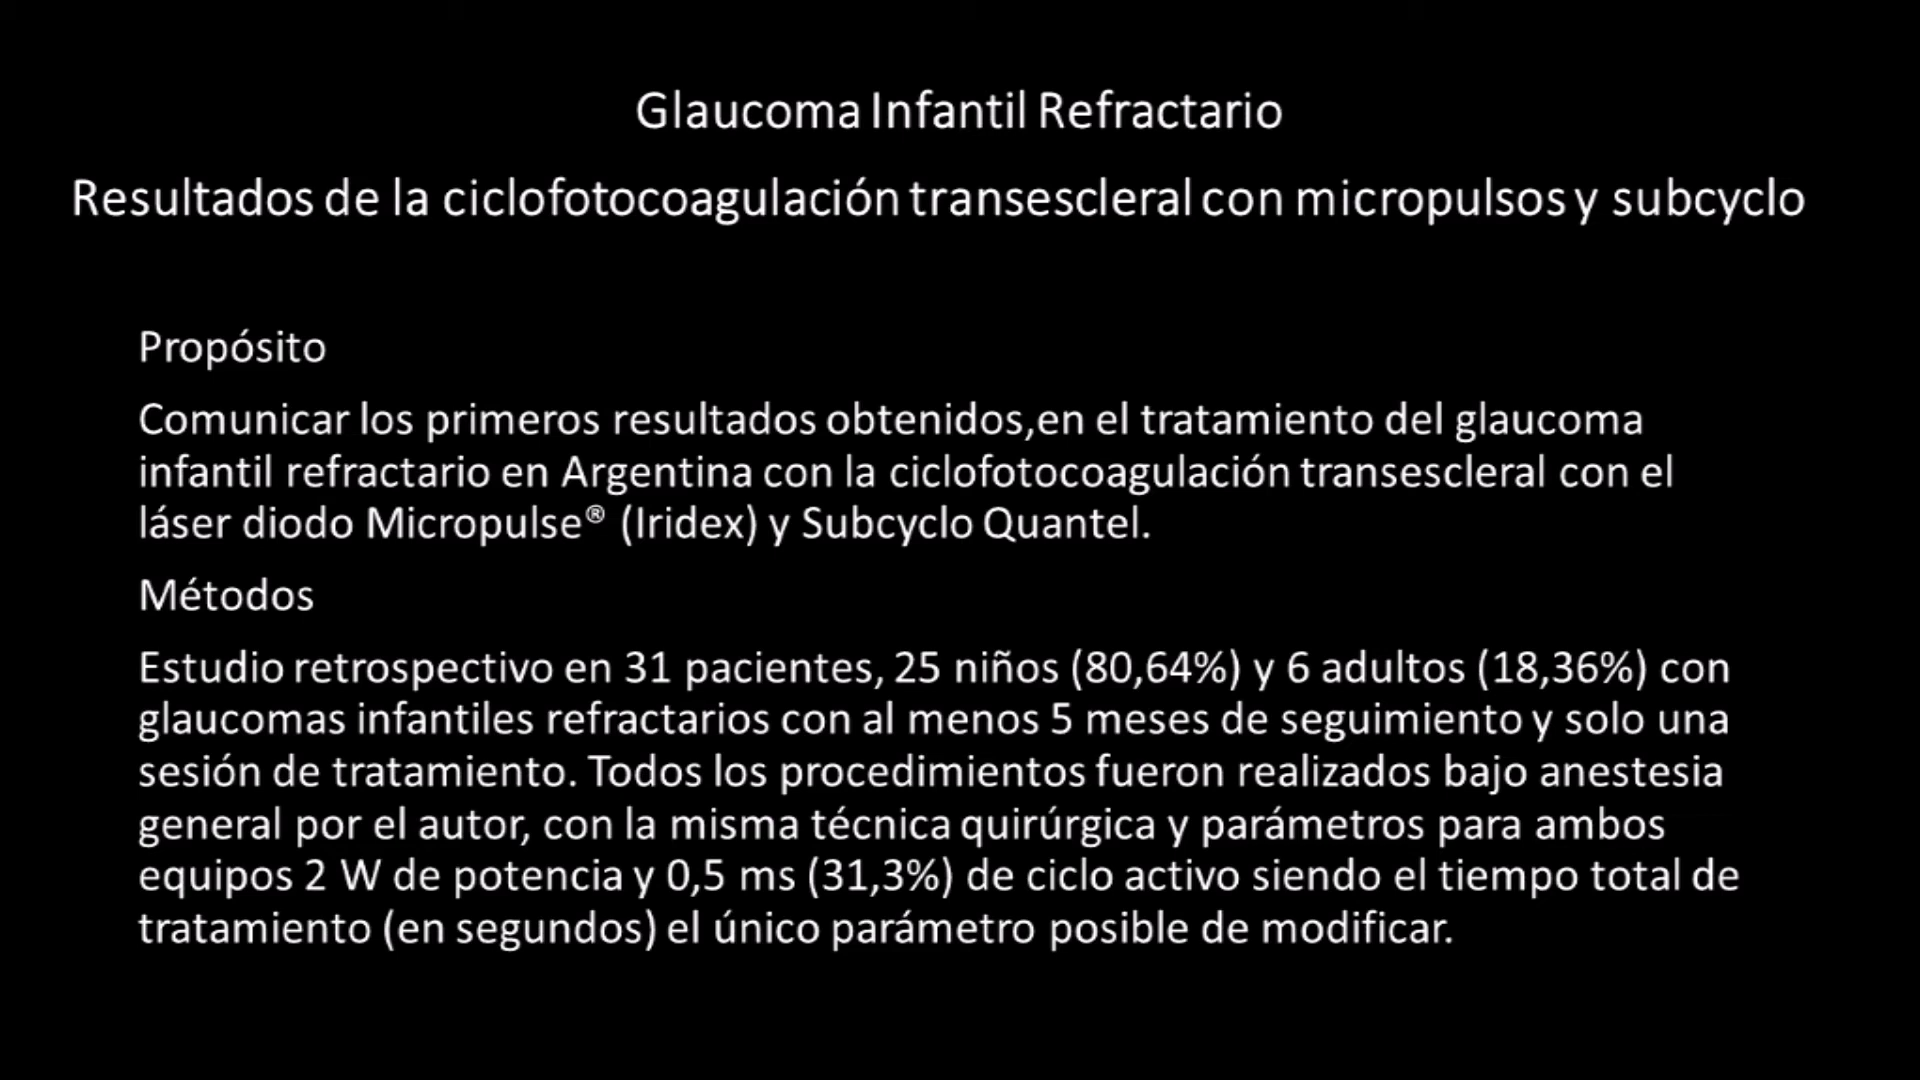 Glaucoma Infantil Refractario
Resultados de la ciclofotocoagulación transescleral con micropulsos y subcyclo
Propósito
Comunicar los primeros resultados obtenidos,en el tratamiento del glaucoma
infantil refractario en Argentina con la ciclofotocoagulación transescleral con el
láser diodo Micropulse® (Iridex) y Subcyclo Quantel.
Métodos
Estudio retrospectivo en 31 pacientes, 25 niños (80,64%) y 6 adultos (18,36%) con
glaucomas infantiles refractarios con al menos 5 meses de seguimiento y solo una
sesión de tratamiento. Todos los procedimientos fueron realizados bajo anestesia
general por el autor, con la misma técnica quirúrgica y parámetros para ambos
equipos 2 W de potencia y 0,5 ms (31,3%) de ciclo activo siendo el tiempo total de
tratamiento (en segundos) el único parámetro posible de modificar.